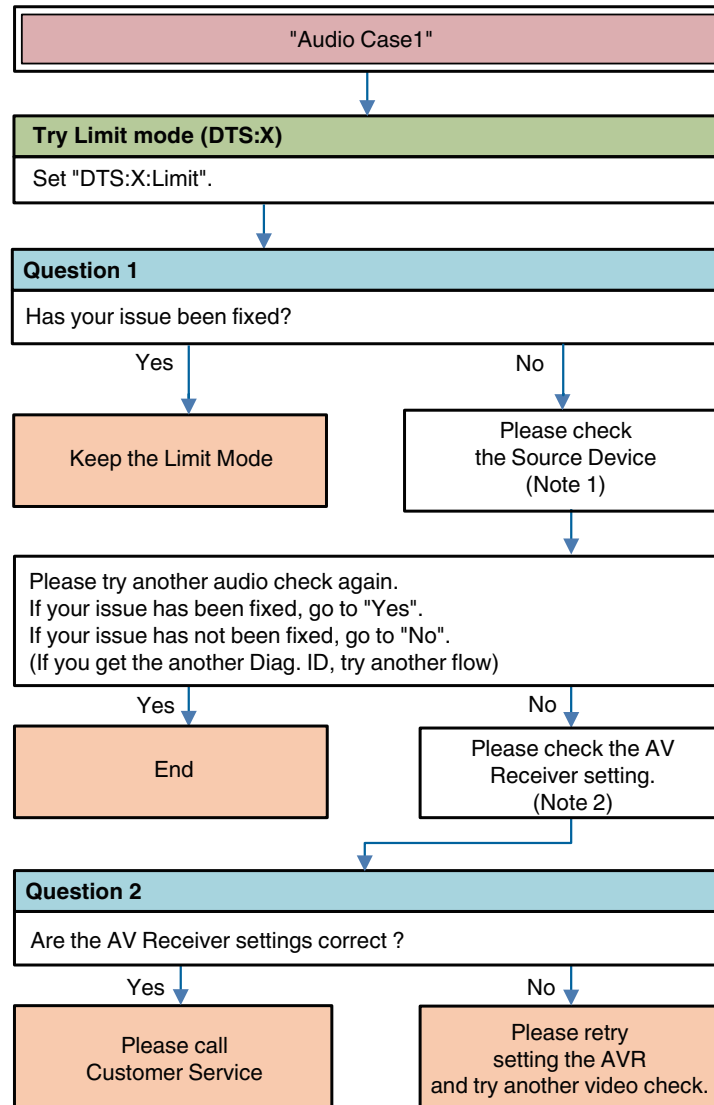 "Audio Case1"
Try Limit mode (DTS:X)
Set "DTS:X:Limit".
Question 1
Has your issue been fixed?
Yes
No
Keep the Limit Mode
Please check
the Source Device
(Note 1)
Please try another audio check again.
If your issue has been fixed, go to "Yes".
If your issue has not been fixed, go to "No".
(If you get the another Diag. ID, try another flow)
Yes
No
End
Please check the AV
Receiver setting.
(Note 2)
Question 2
Are the AV Receiver settings correct ?
Yes
No
Please call
Customer Service
Please retry
setting the AVR
and try another video check.